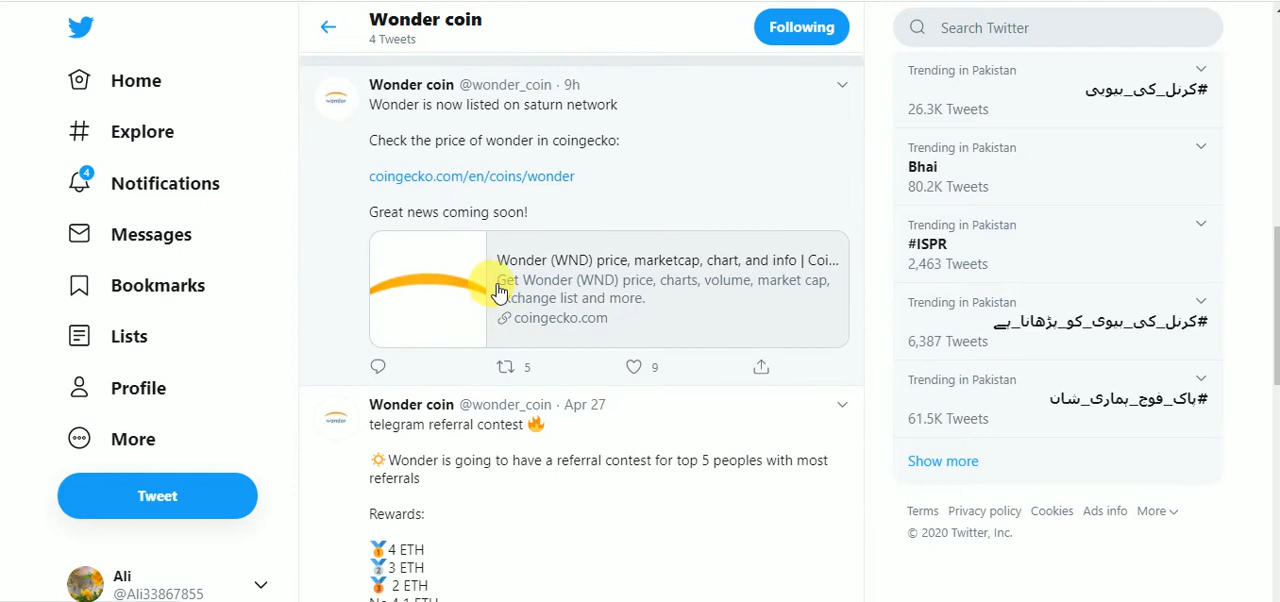 Home
Explore
4
Notifications
Messages
Bookmarks
Lists
Profile
More
Tweet
Ali
@Ali33867855
Wonder coin
4 Tweets
Following
wonder
Wonder coin @wonder_coin · 9h
Wonder is now listed on saturn network
Check the price of wonder in coingecko:
coingecko.com/en/coins/wonder
Great news coming soon!
Wonder (WND) price, marketcap, chart, and info | Coi...
Get Wonder (WND) price, charts, volume, market cap,
exchange list and more.
coingecko.com
5
9
wonder
Wonder coin @wonder_coin · Apr 27
telegram referral contest 🔥
🔅Wonder is going to have a referral contest for top 5 peoples with most
referrals
Rewards:
🥇4 ETH
🥈3 ETH
🥉 2 ETH
No 4 1 ETH
Search Twitter
Trending in Pakistan
#کرنل_کی_بیوی
26.3K Tweets
Trending in Pakistan
Bhai
80.2K Tweets
Trending in Pakistan
#ISPR
2,463 Tweets
Trending in Pakistan
#کرنل_کی_بیوی_کو_پڑھانا_ہے
6,387 Tweets
Trending in Pakistan
#پاک_فوج_ہماری_شان
61.5K Tweets
Show more
Terms Privacy policy Cookies Ads info More
© 2020 Twitter, Inc.